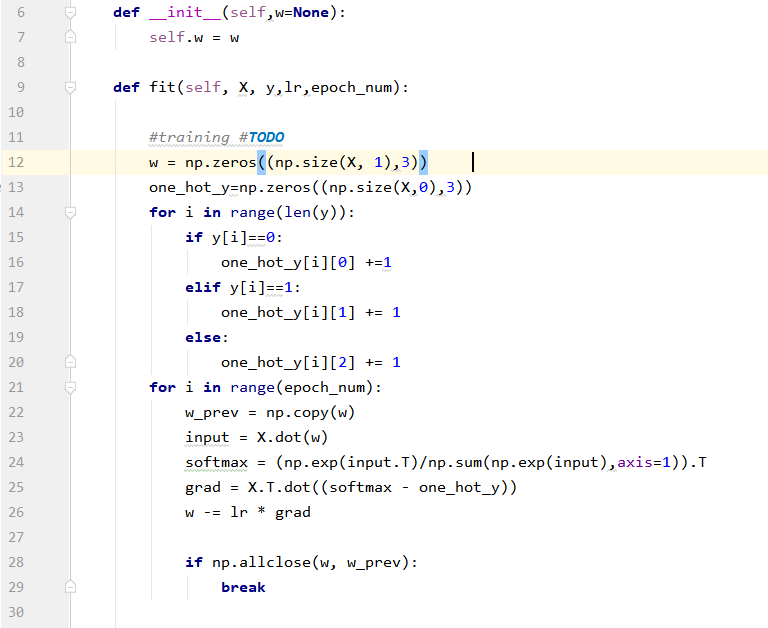 6 def __init__(self,w=None):
7 self.w = w
8
9 def fit(self, X, y,lr,epoch_num):
10
11 #training #TODO
12 w = np.zeros((np.size(X, 1),3))
13 one_hot_y=np.zeros((np.size(X,0),3))
14 for i in range(len(y)):
15 if y[i]==0:
16 one_hot_y[i][0] +=1
17 elif y[i]==1:
18 one_hot_y[i][1] += 1
19 else:
20 one_hot_y[i][2] += 1
21 for i in range(epoch_num):
22 w_prev = np.copy(w)
23 input = X.dot(w)
24 softmax = (np.exp(input.T)/np.sum(np.exp(input),axis=1)).T
25 grad = X.T.dot((softmax - one_hot_y))
26 w -= lr * grad
27
28 if np.allclose(w, w_prev):
29 break
30